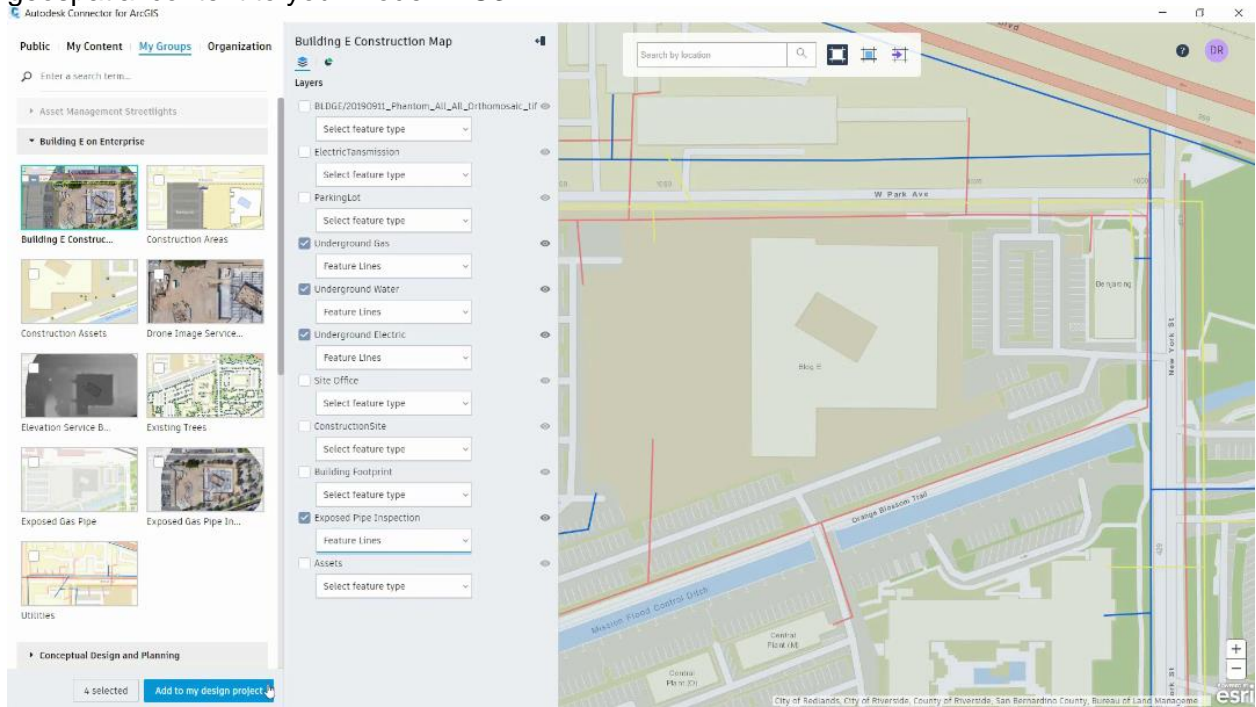 Autodesk Connector for ArcGIS
Public My Content My Groups Organization
Enter a search term...
Asset Management Streetlights
Building E on Enterprise
Building E Construc...
Construction Areas
Construction Assets
Drone Image Service...
Elevation Service B...
Existing Trees
Exposed Gas Pipe
Exposed Gas Pipe In...
Utilities
Conceptual Design and Planning
4 selected
Add to my design project
Building E Construction Map
Layers
BLDGE/20190911_Phantom_All_All_Orthomosaic_tif
Select feature type
ElectricTansmission
Select feature type
ParkingLot
Select feature type
Underground Gas
Feature Lines
Underground Water
Feature Lines
Underground Electric
Feature Lines
Site Office
Select feature type
ConstructionSite
Select feature type
Building Footprint
Select feature type
Exposed Pipe Inspection
Feature Lines
Assets
Select feature type
Search by location
?
DR
W Park Ave
Bldg E
New York St
Orange Blossom Trail
Mission Flood Control Ditch
Central
Plant (M)
Central
Plant (O)
+
−
City of Redlands, City of Riverside, County of Riverside, San Bernardino County, Bureau of Land Manageme
esri